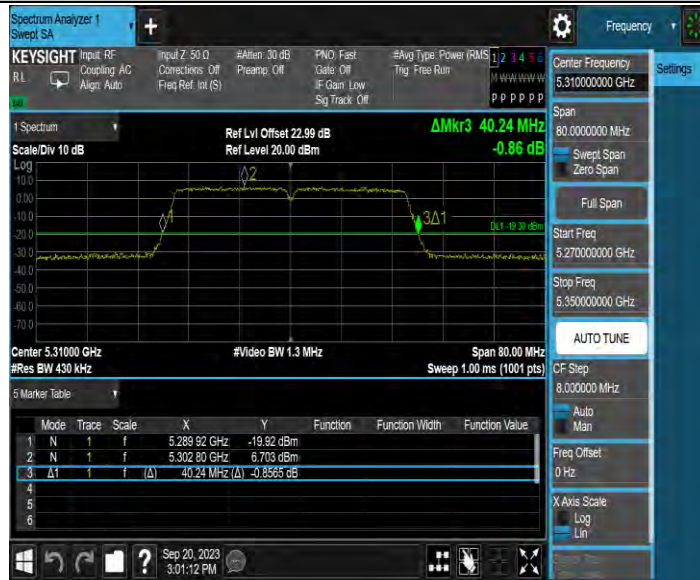 Spectrum Analyzer 1
Swept SA
+
Frequency
KEYSIGHT
RL
Input: RF
Coupling: AC
Align: Auto
Input Z: 50 Ω
Corrections: Off
Freq Ref: Int (S)
#Atten: 30 dB
Preamp: Off
PNO: Fast
Gate: Off
IF Gain: Low
Sig Track: Off
#Avg Type: Power (RMS
Trig: Free Run
1 2 3 4 5 6
M W W W W W
P P P P P P
1 Spectrum
Scale/Div 10 dB
Ref Lvl Offset 22.99 dB
Ref Level 20.00 dBm
ΔMkr3 40.24 MHz
-0.86 dB
Log
10.0
0.00
-10.0
-20.0
-30.0
-40.0
-50.0
-60.0
-70.0
2
1
3Δ1
DL1 -19.30 dBm
Center 5.31000 GHz
#Res BW 430 kHz
#Video BW 1.3 MHz
Span 80.00 MHz
Sweep 1.00 ms (1001 pts)
5 Marker Table
Mode Trace Scale X Y Function Function Width Function Value
1 N 1 f 5.289 92 GHz -19.92 dBm
2 N 1 f 5.302 80 GHz 6.703 dBm
3 Δ1 1 f (Δ) 40.24 MHz (Δ) -0.8565 dB
4
5
6
Sep 20, 2023
3:01:12 PM
?
Center Frequency
5.310000000 GHz
Settings
Span
80.0000000 MHz
Swept Span
Zero Span
Full Span
Start Freq
5.270000000 GHz
Stop Freq
5.350000000 GHz
AUTO TUNE
CF Step
8.000000 MHz
Auto
Man
Freq Offset
0 Hz
X Axis Scale
Log
Lin